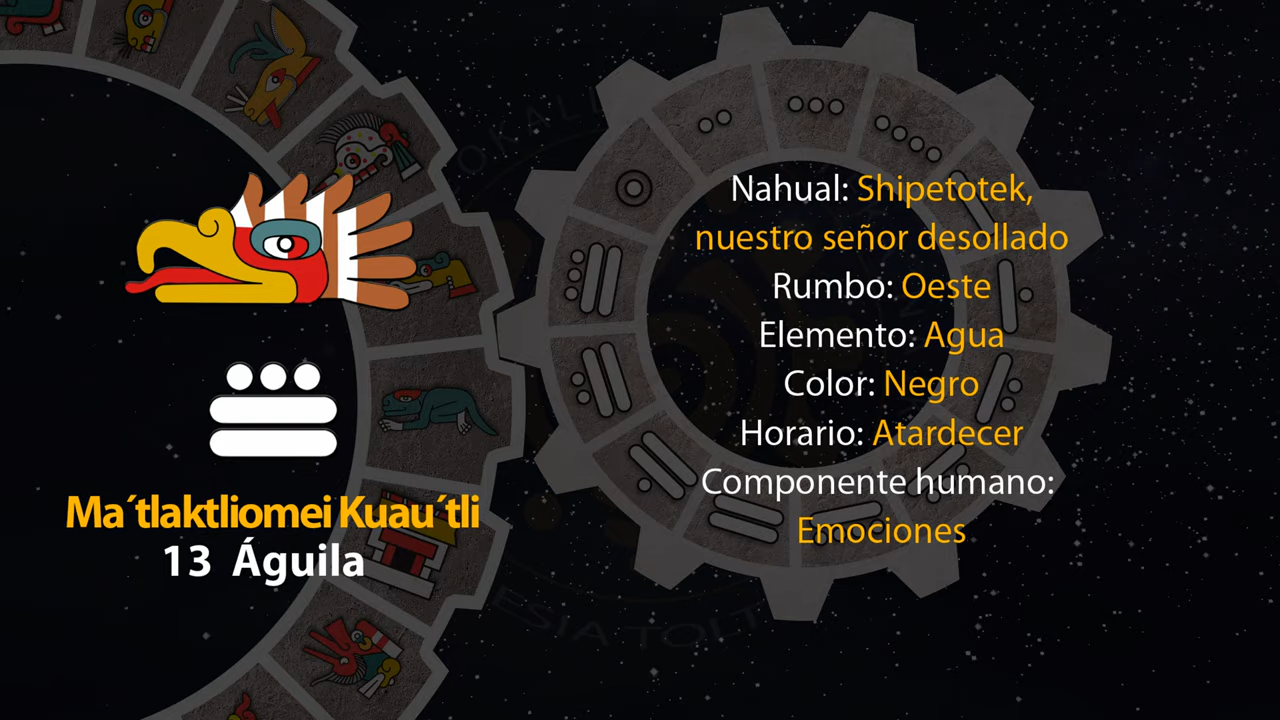 Ma´tlaktliomei Kuau´tli
13 Águila
Nahual: Shipetotek,
nuestro señor desollado
Rumbo: Oeste
Elemento: Agua
Color: Negro
Horario: Atardecer
Componente humano:
Emociones